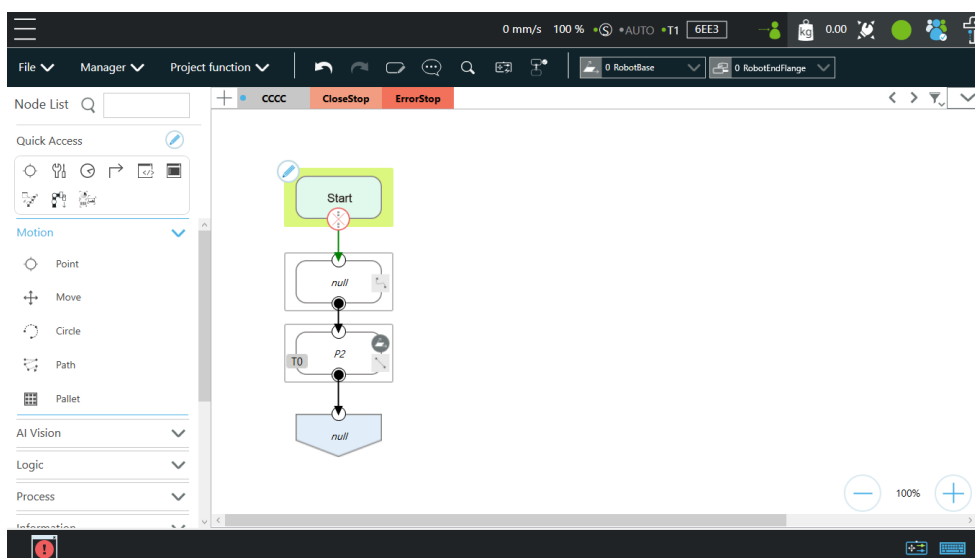 0 mm/s 100 % S AUTO T1 6EE3 kg 0.00
File Manager Project function 0 RobotBase 0 RobotEndFlange
Node List
CCCC CloseStop ErrorStop
Quick Access
Start
Motion
Point
null
Move
Circle
P2
T0
Path
Pallet
AI Vision
null
Logic
Process
100%
Information